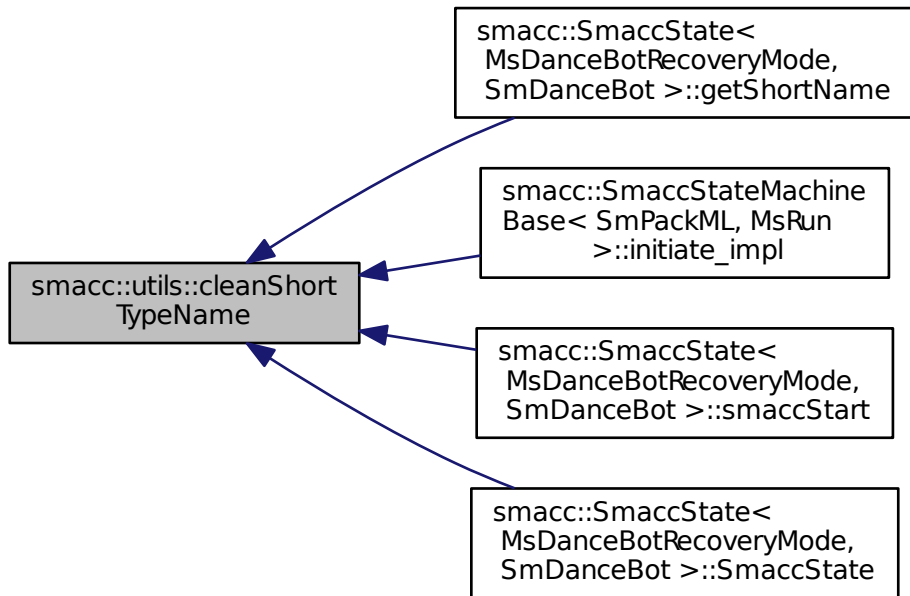 smacc::SmaccState<
MsDanceBotRecoveryMode,
SmDanceBot >::getShortName
smacc::SmaccStateMachine
Base< SmPackML, MsRun
>::initiate_impl
smacc::utils::cleanShort
TypeName
smacc::SmaccState<
MsDanceBotRecoveryMode,
SmDanceBot >::smaccStart
smacc::SmaccState<
MsDanceBotRecoveryMode,
SmDanceBot >::SmaccState